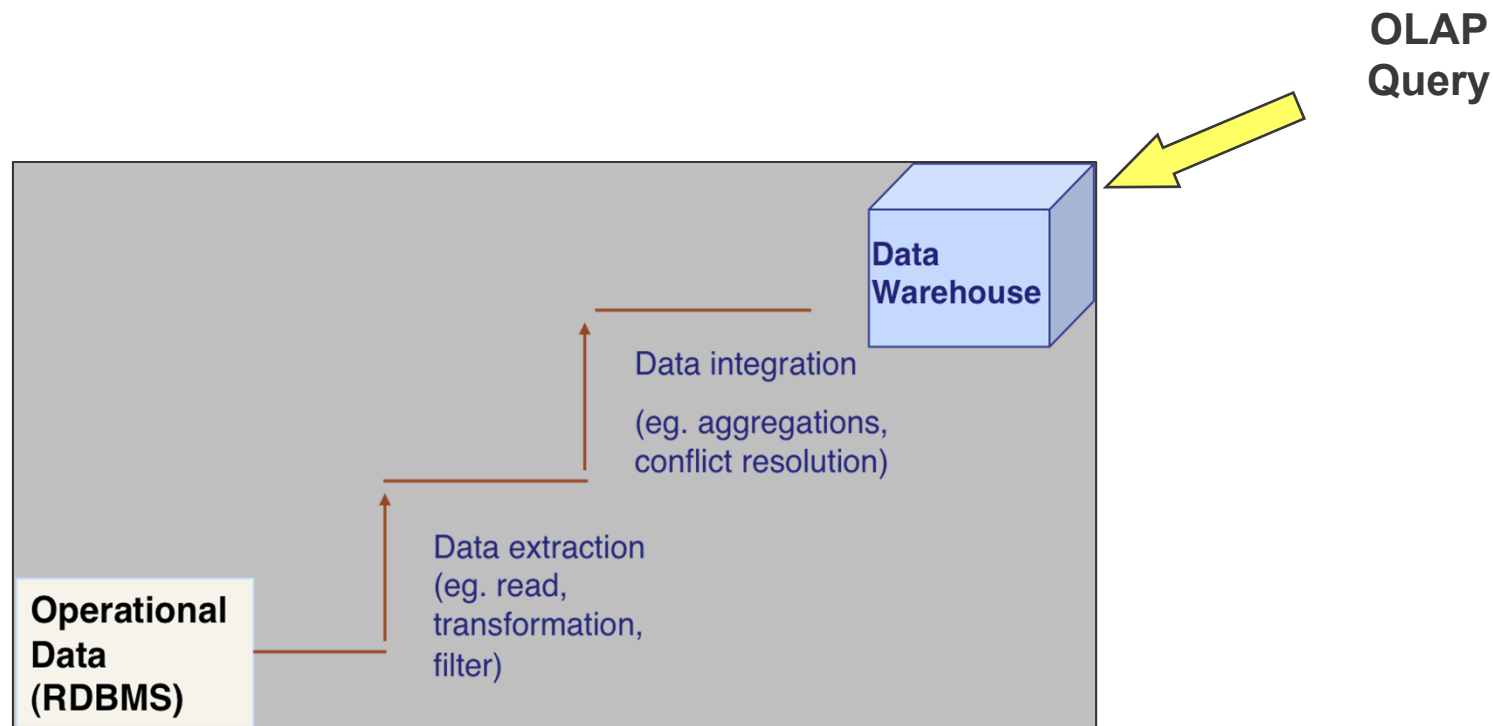 OLAP
Query
Data
Warehouse
Data integration
(eg. aggregations,
conflict resolution)
Data extraction
(eg. read,
transformation,
filter)
Operational
Data
(RDBMS)